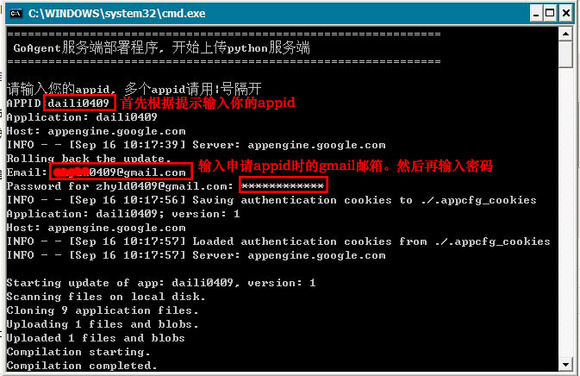 C:\WINDOWS\system32\cmd.exe
============================================================
GoAgent服务端部署程序, 开始上传python服务端
============================================================
请输入您的appid, 多个appid请用|号隔开
APPID:daili0409 首先根据提示输入你的appid
Application: daili0409
Host: appengine.google.com
INFO -- [Sep 16 10:17:39] Server: appengine.google.com
Rolling back the update.
Email: 0409@gmail.com 输入申请appid时的gmail邮箱。然后再输入密码
Password for zhyld0409@gmail.com: ************
INFO -- [Sep 16 10:17:56] Saving authentication cookies to ./.appcfg_cookies
Application: daili0409; version: 1
Host: appengine.google.com
INFO -- [Sep 16 10:17:57] Loaded authentication cookies from ./.appcfg_cookies
INFO -- [Sep 16 10:17:57] Server: appengine.google.com
Starting update of app: daili0409, version: 1
Scanning files on local disk.
Cloning 9 application files.
Uploading 1 files and blobs.
Uploaded 1 files and blobs
Compilation starting.
Compilation completed.